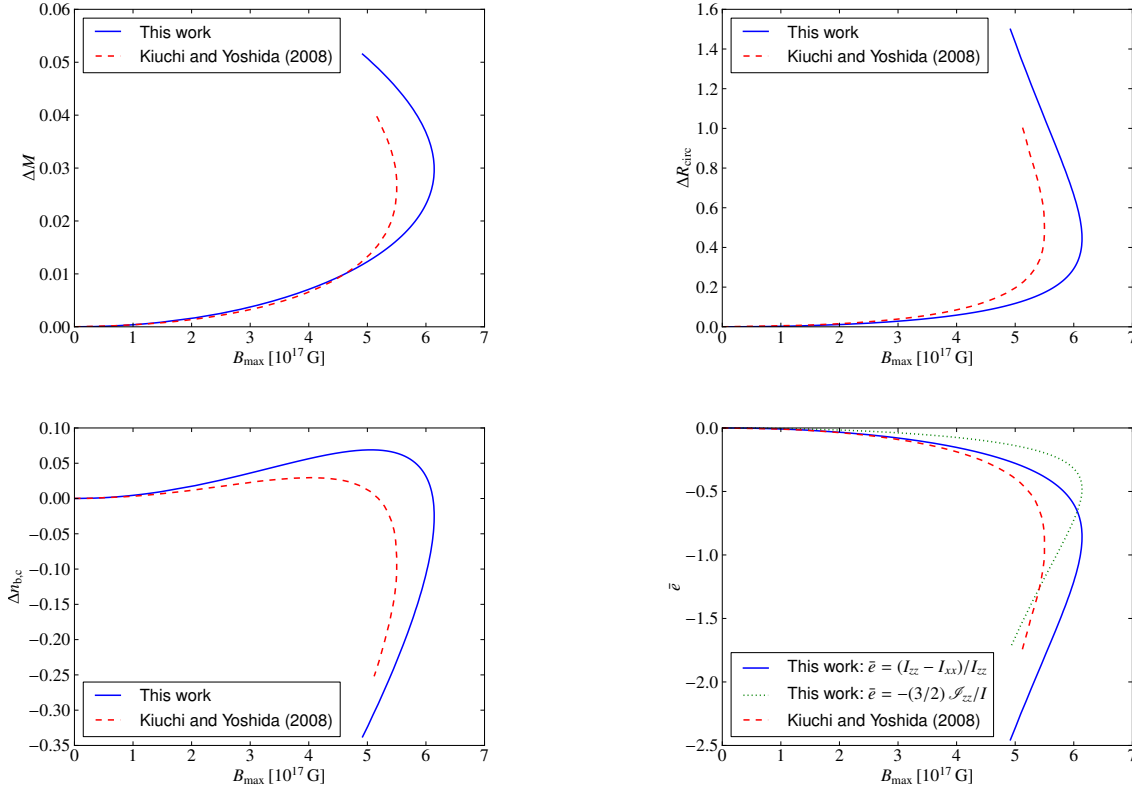 0.06
0.05
0.04
0.03
0.02
0.01
0.00
ΔM
This work
Kiuchi and Yoshida (2008)
0 1 2 3 4 5 6 7
B_max [10^17 G]
1.6
1.4
1.2
1.0
0.8
0.6
0.4
0.2
0.0
ΔR_circ
This work
Kiuchi and Yoshida (2008)
0 1 2 3 4 5 6 7
B_max [10^17 G]
0.10
0.05
0.00
−0.05
−0.10
−0.15
−0.20
−0.25
−0.30
−0.35
Δn_b,c
This work
Kiuchi and Yoshida (2008)
0 1 2 3 4 5 6 7
B_max [10^17 G]
0.0
−0.5
−1.0
−1.5
−2.0
−2.5
ē
This work: ē = (I_zz − I_xx)/I_zz
This work: ē = −(3/2) ℐ_zz/I
Kiuchi and Yoshida (2008)
0 1 2 3 4 5 6 7
B_max [10^17 G]